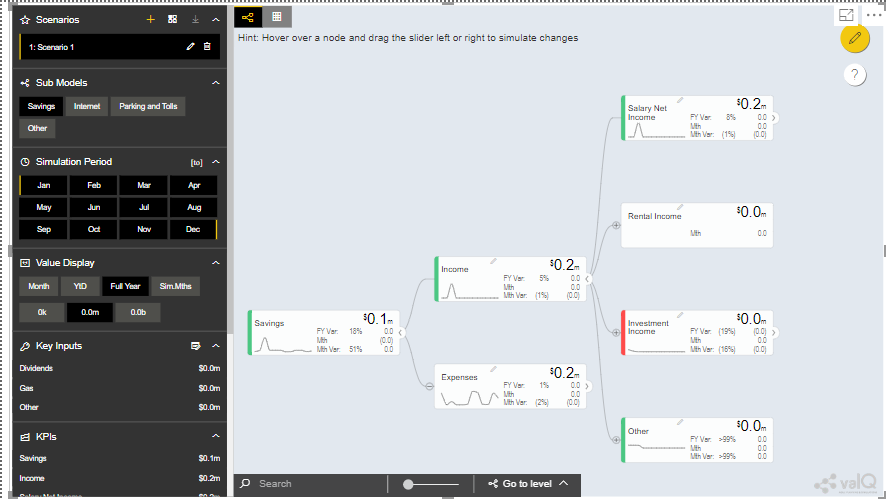 Scenarios
1: Scenario 1
Sub Models
Savings Internet Parking and Tolls
Other
Simulation Period [to]
Jan Feb Mar Apr
May Jun Jul Aug
Sep Oct Nov Dec
Value Display
Month YtD Full Year Sim.Mths
0k 0.0m 0.0b
Key Inputs
Dividends $0.0m
Gas $0.0m
Other $0.0m
KPIs
Savings $0.1m
Income $0.2m
Hint: Hover over a node and drag the slider left or right to simulate changes
?
Savings $0.1m
FY Var: 18% 0.0
Mth (0.0)
Mth Var: 51% 0.0
Income $0.2m
FY Var: 5% 0.0
Mth 0.0
Mth Var: (1%) (0.0)
Expenses $0.2m
FY Var: 1% 0.0
Mth 0.0
Mth Var: (2%) (0.0)
Salary Net Income $0.2m
FY Var: 8% 0.0
Mth 0.0
Mth Var: (1%) (0.0)
Rental Income $0.0m
Mth 0.0
Investment Income $0.0m
FY Var: (19%) (0.0)
Mth 0.0
Mth Var: (16%) (0.0)
Other $0.0m
FY Var: >99% 0.0
Mth 0.0
Mth Var: >99% 0.0
Search
Go to level
valQ